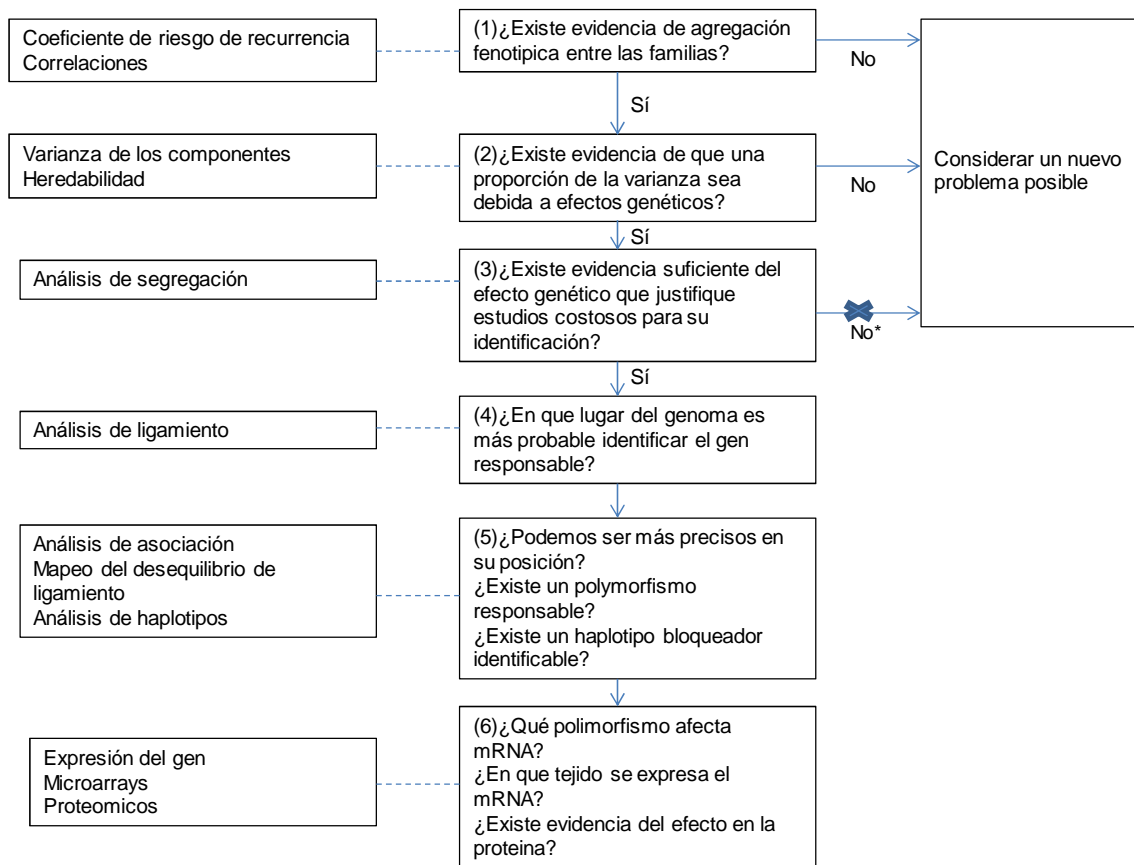 Coeficiente de riesgo de recurrencia
Correlaciones
(1)¿Existe evidencia de agregación
fenotipica entre las familias?
No
Sí
Varianza de los componentes
Heredabilidad
(2)¿Existe evidencia de que una
proporción de la varianza sea
debida a efectos genéticos?
No
Considerar un nuevo
problema posible
Sí
Análisis de segregación
(3)¿Existe evidencia suficiente del
efecto genético que justifique
estudios costosos para su
identificación?
No*
Sí
Análisis de ligamiento
(4)¿En que lugar del genoma es
más probable identificar el gen
responsable?
Análisis de asociación
Mapeo del desequilibrio de
ligamiento
Análisis de haplotipos
(5)¿Podemos ser más precisos en
su posición?
¿Existe un polymorfismo
responsable?
¿Existe un haplotipo bloqueador
identificable?
Expresión del gen
Microarrays
Proteomicos
(6)¿Qué polimorfismo afecta
mRNA?
¿En que tejido se expresa el
mRNA?
¿Existe evidencia del efecto en la
proteina?